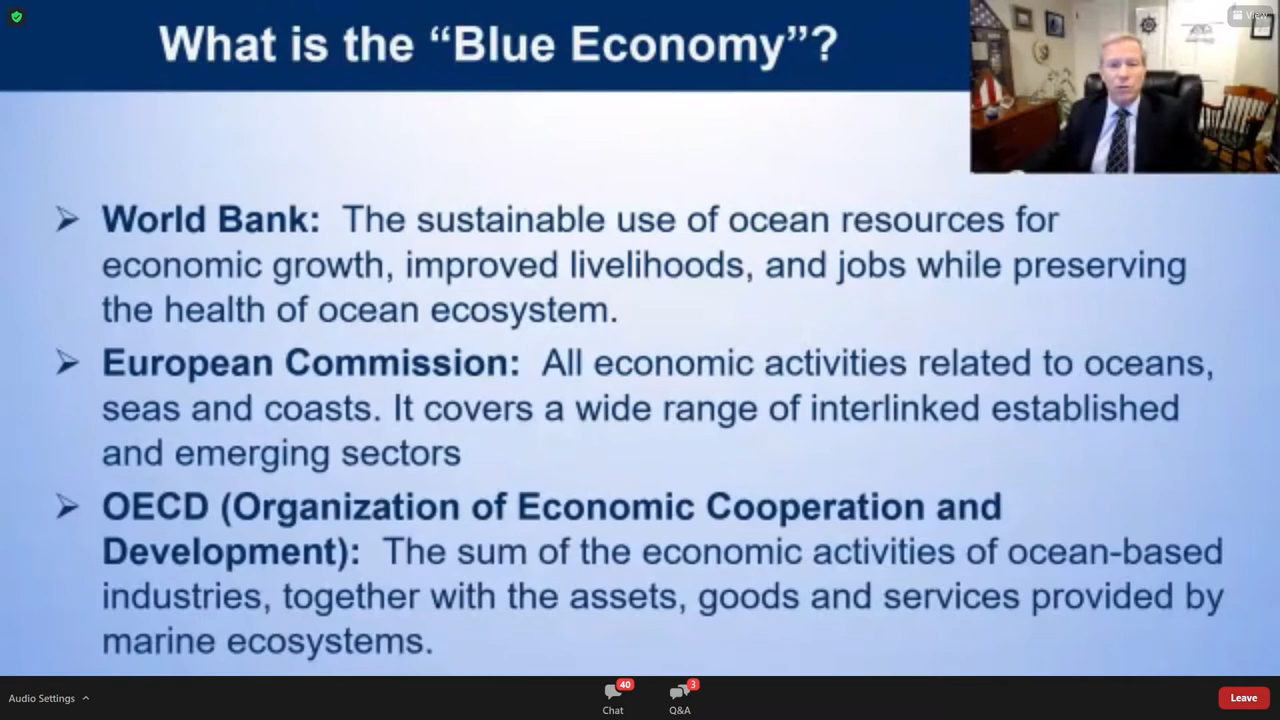 What is the “Blue Economy”?
View
➢ World Bank: The sustainable use of ocean resources for
economic growth, improved livelihoods, and jobs while preserving
the health of ocean ecosystem.
➢ European Commission: All economic activities related to oceans,
seas and coasts. It covers a wide range of interlinked established
and emerging sectors
➢ OECD (Organization of Economic Cooperation and
Development): The sum of the economic activities of ocean-based
industries, together with the assets, goods and services provided by
marine ecosystems.
Audio Settings
40
Chat
3
Q&A
Leave